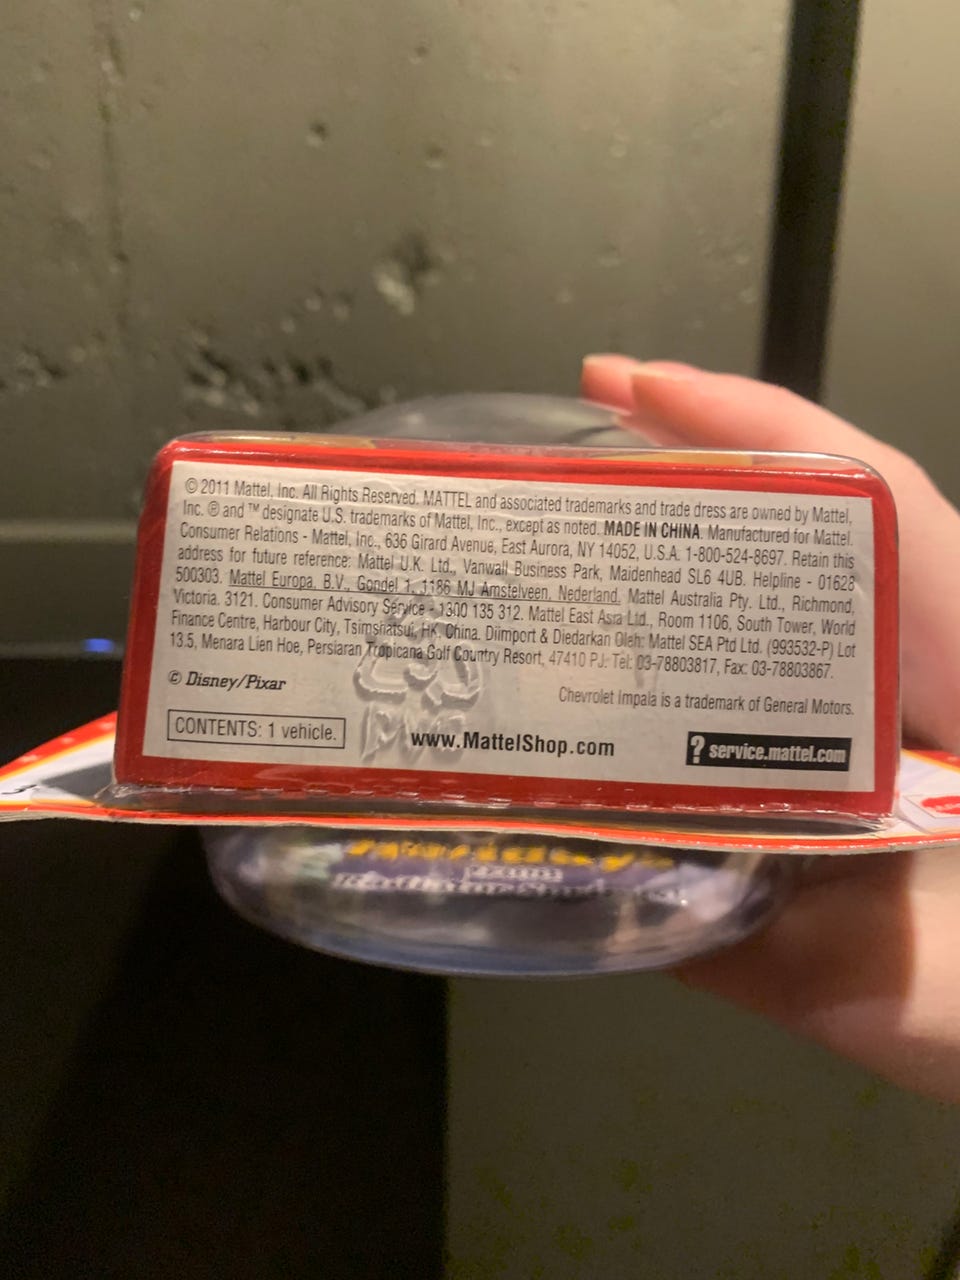 © 2011 Mattel, Inc. All Rights Reserved. MATTEL and associated trademarks and trade dress are owned by Mattel,
Inc. ® and ™ designate U.S. trademarks of Mattel, Inc., except as noted. MADE IN CHINA. Manufactured for Mattel.
Consumer Relations - Mattel, Inc., 636 Girard Avenue, East Aurora, NY 14052, U.S.A. 1-800-524-8697. Retain this
address for future reference: Mattel U.K. Ltd., Vanwall Business Park, Maidenhead SL6 4UB. Helpline - 01628
500303. Mattel Europa, B.V., Gondel 1, 1186 MJ Amstelveen, Nederland. Mattel Australia Pty. Ltd., Richmond,
Victoria. 3121. Consumer Advisory Service - 1300 135 312. Mattel East Asia Ltd., Room 1106, South Tower, World
Finance Centre, Harbour City, Tsimshatsui, HK, China. Diimport & Diedarkan Oleh: Mattel SEA Ptd Ltd. (993532-P) Lot
13.5, Menara Lien Hoe, Persiaran Tropicana Golf Country Resort, 47410 PJ. Tel: 03-78803817, Fax: 03-78803867.
© Disney/Pixar
Chevrolet Impala is a trademark of General Motors.
CONTENTS: 1 vehicle.
www.MattelShop.com
? service.mattel.com